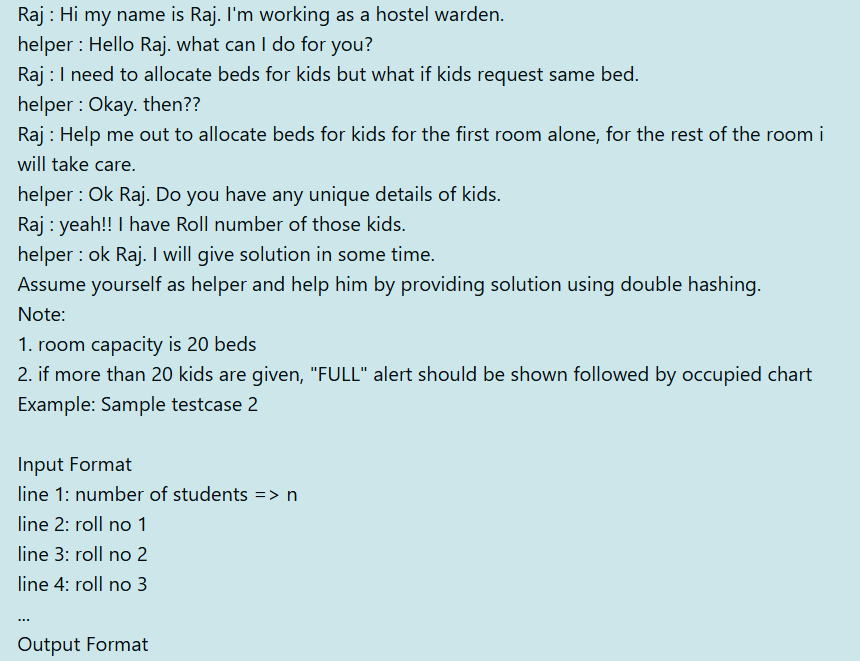 Raj : Hi my name is Raj. I'm working as a hostel warden.
helper : Hello Raj. what can I do for you?
Raj : I need to allocate beds for kids but what if kids request same bed.
helper : Okay. then??
Raj : Help me out to allocate beds for kids for the first room alone, for the rest of the room i
will take care.
helper : Ok Raj. Do you have any unique details of kids.
Raj : yeah!! I have Roll number of those kids.
helper : ok Raj. I will give solution in some time.
Assume yourself as helper and help him by providing solution using double hashing.
Note:
1. room capacity is 20 beds
2. if more than 20 kids are given, "FULL" alert should be shown followed by occupied chart
Example: Sample testcase 2
Input Format
line 1: number of students => n
line 2: roll no 1
line 3: roll no 2
line 4: roll no 3
...
Output Format